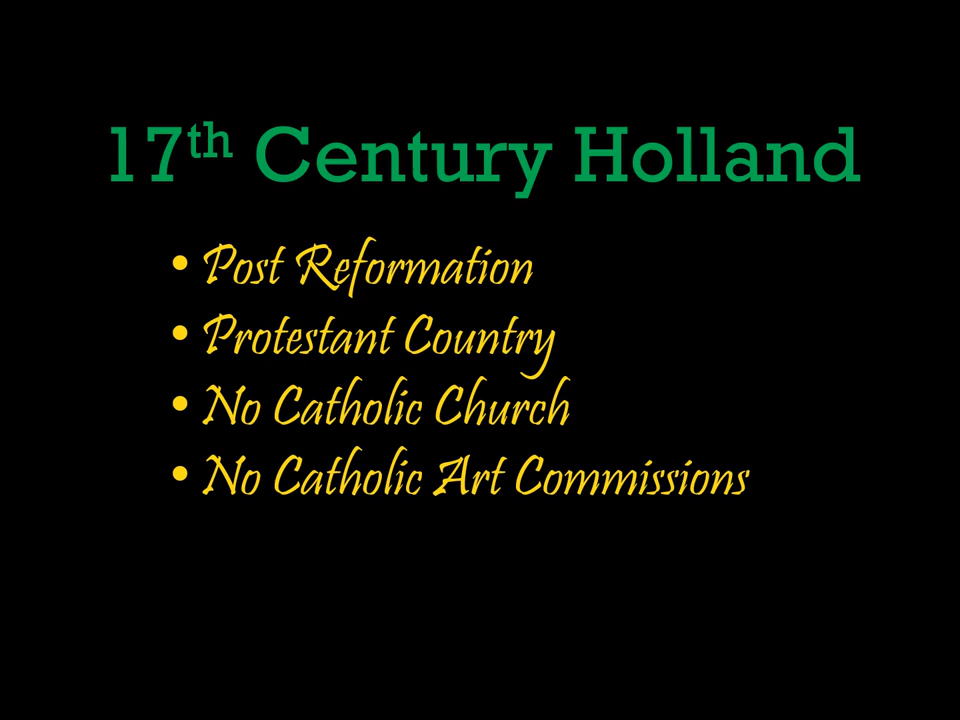 17th Century Holland
• Post Reformation
• Protestant Country
• No Catholic Church
• No Catholic Art Commissions